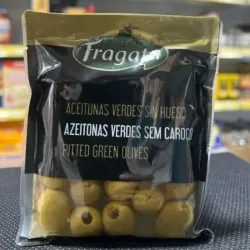 Fragata
ACEITUNAS VERDES SIN HUESO
AZEITONAS VERDES SEM CAROÇO
PITTED GREEN OLIVES